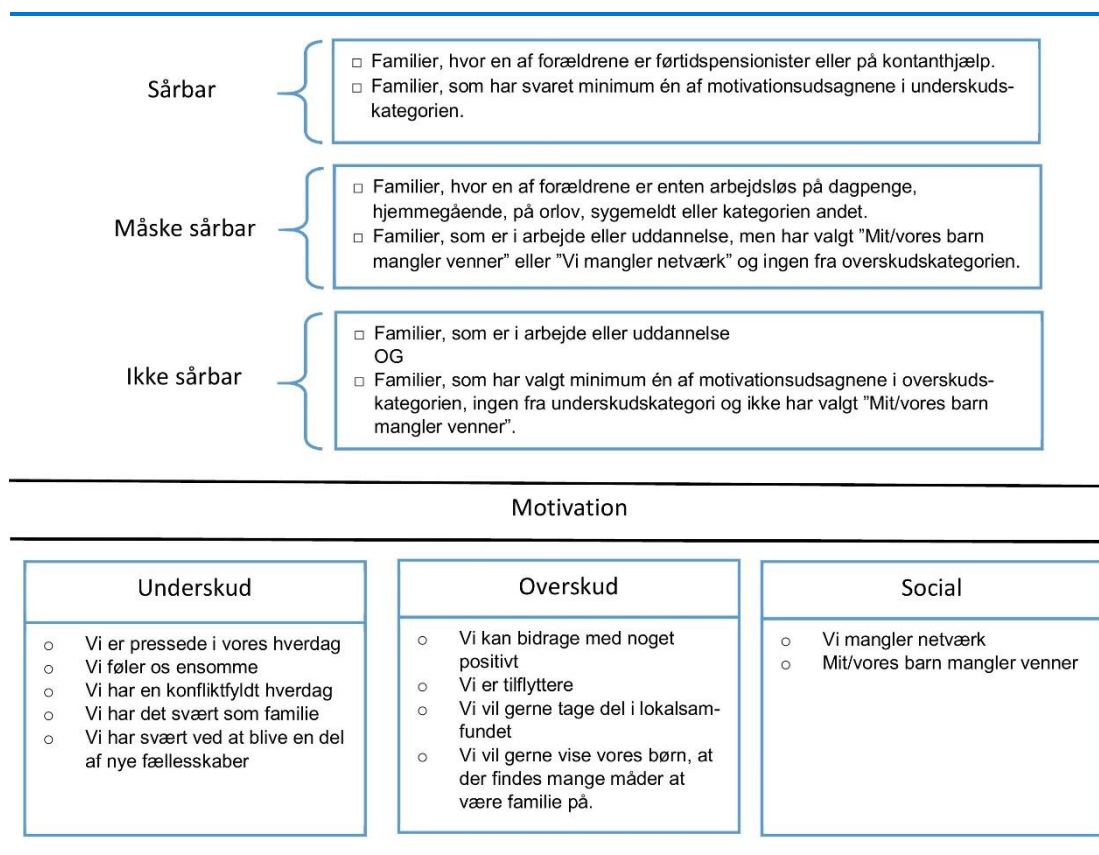 Sårbar
□ Familier, hvor en af forældrene er førtidspensionister eller på kontanthjælp.
□ Familier, som har svaret minimum én af motivationsudsagnene i underskuds-
kategorien.
Måske sårbar
□ Familier, hvor en af forældrene er enten arbejdsløs på dagpenge,
hjemmegående, på orlov, sygemeldt eller kategorien andet.
□ Familier, som er i arbejde eller uddannelse, men har valgt ”Mit/vores barn
mangler venner” eller ”Vi mangler netværk” og ingen fra overskudskategorien.
Ikke sårbar
□ Familier, som er i arbejde eller uddannelse
OG
□ Familier, som har valgt minimum én af motivationsudsagnene i overskuds-
kategorien, ingen fra underskudskategori og ikke har valgt ”Mit/vores barn
mangler venner”.
Motivation
Underskud
o Vi er pressede i vores hverdag
o Vi føler os ensomme
o Vi har en konfliktfyldt hverdag
o Vi har det svært som familie
o Vi har svært ved at blive en del
af nye fællesskaber
Overskud
o Vi kan bidrage med noget
positivt
o Vi er tilflyttere
o Vi vil gerne tage del i lokalsam-
fundet
o Vi vil gerne vise vores børn, at
der findes mange måder at
være familie på.
Social
o Vi mangler netværk
o Mit/vores barn mangler venner